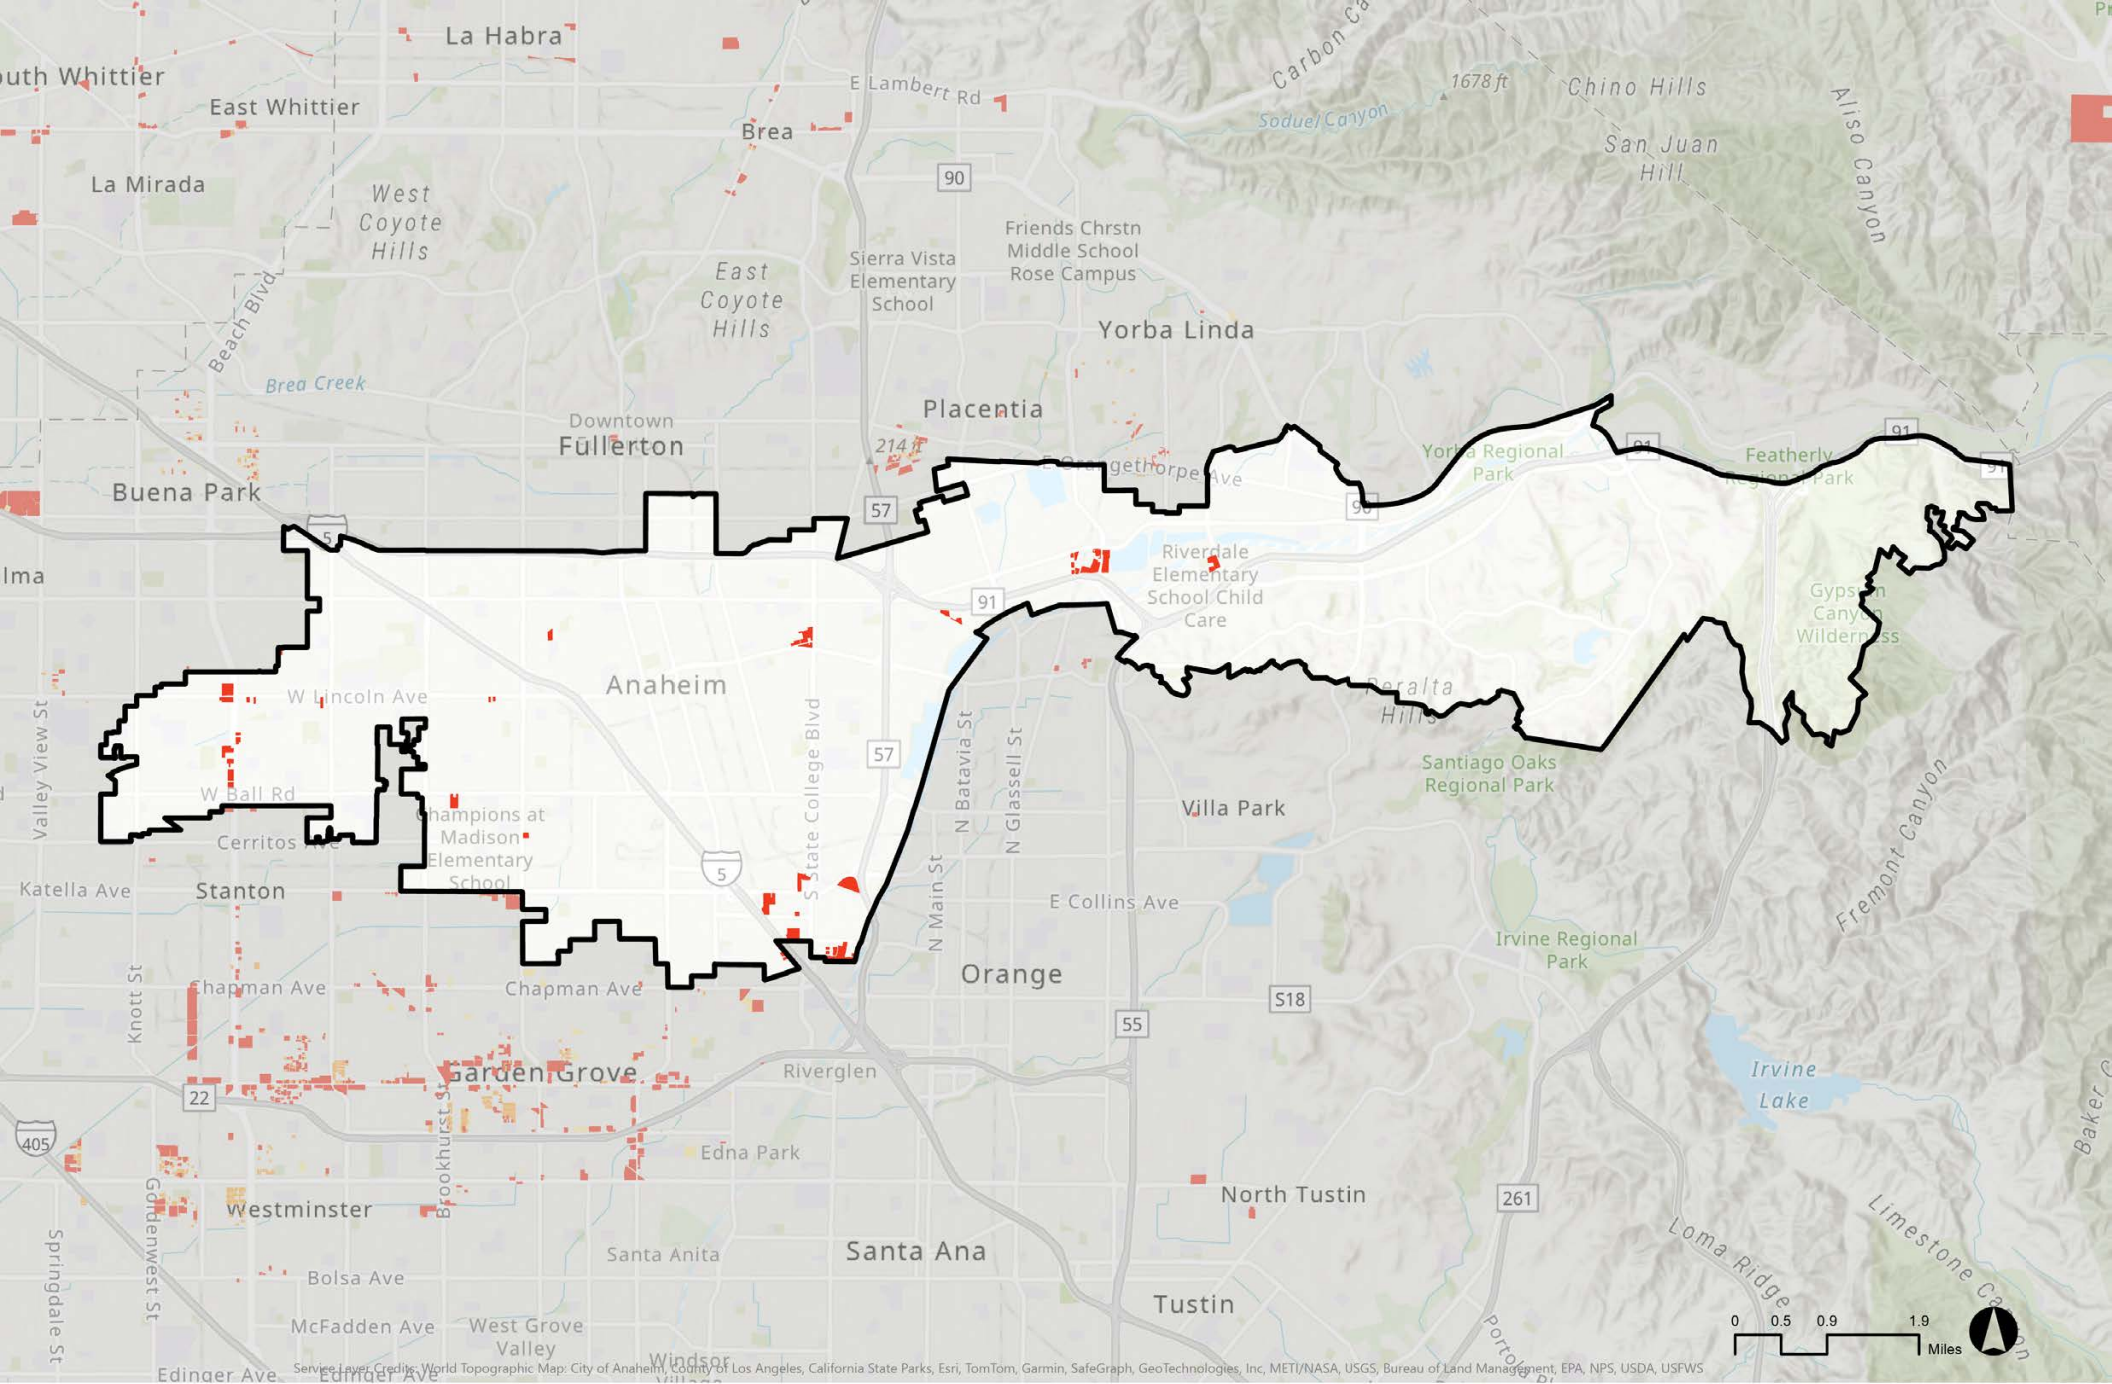 La Habra
outh Whittier
East Whittier
E Lambert Rd
Carbon Ca
1678 ft
Chino Hills
Soduel Canyon
Aliso Canyon
Brea
San Juan
Hill
La Mirada
90
West
Coyote
Hills
Friends Chrstn
Middle School
Rose Campus
Sierra Vista
Elementary
School
East
Coyote
Hills
Beach Blvd
Yorba Linda
Brea Creek
Placentia
Downtown
Fullerton
214 ft
E Orangethorpe Ave
Yorba Regional
Park
91
91
Featherly
Regional Park
91
Buena Park
57
90
5
lma
Riverdale
Elementary
School Child
Care
91
Gypsum
Canyon
Wilderness
W Lincoln Ave
Anaheim
Peralta
Hills
Valley View St
S State College Blvd
57
N Batavia St
N Glassell St
Santiago Oaks
Regional Park
W Ball Rd
Villa Park
Champions at
Madison
Elementary
School
Cerritos Ave
Fremont Canyon
5
Katella Ave
Stanton
N Main St
E Collins Ave
Irvine Regional
Park
Orange
Knott St
Chapman Ave
Chapman Ave
S18
55
Garden Grove
Riverglen
Irvine
Lake
22
405
Brookhurst St
Edna Park
Baker C
Goldenwest St
Westminster
North Tustin
261
Springdale St
Santa Anita
Santa Ana
Loma Ridge
Limestone Canyon
Bolsa Ave
Tustin
McFadden Ave
West Grove
Valley
Portola
0 0.5 0.9 1.9
Miles
Windsor
Village
Edinger Ave
Edinger Ave
Service Layer Credits: World Topographic Map: City of Anaheim, County of Los Angeles, California State Parks, Esri, TomTom, Garmin, SafeGraph, GeoTechnologies, Inc, METI/NASA, USGS, Bureau of Land Management, EPA, NPS, USDA, USFWS